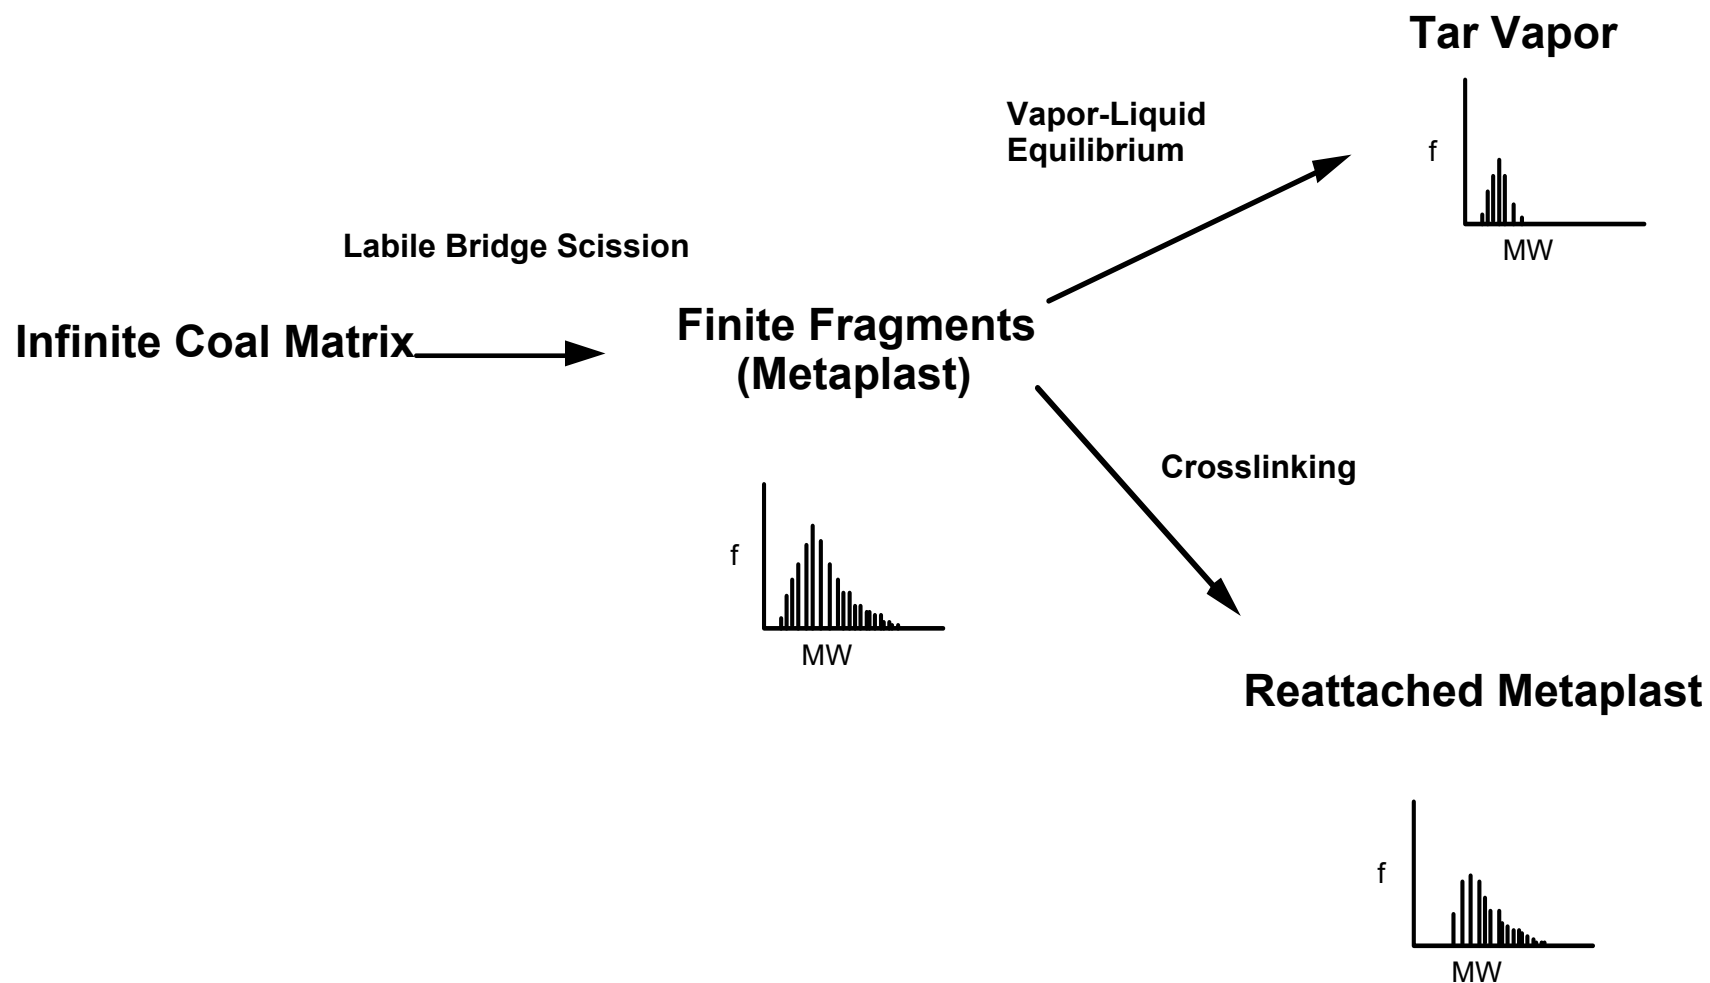 Tar Vapor
Vapor-Liquid
Equilibrium
f
MW
Labile Bridge Scission
Infinite Coal Matrix
Finite Fragments
(Metaplast)
Crosslinking
f
MW
Reattached Metaplast
f
MW